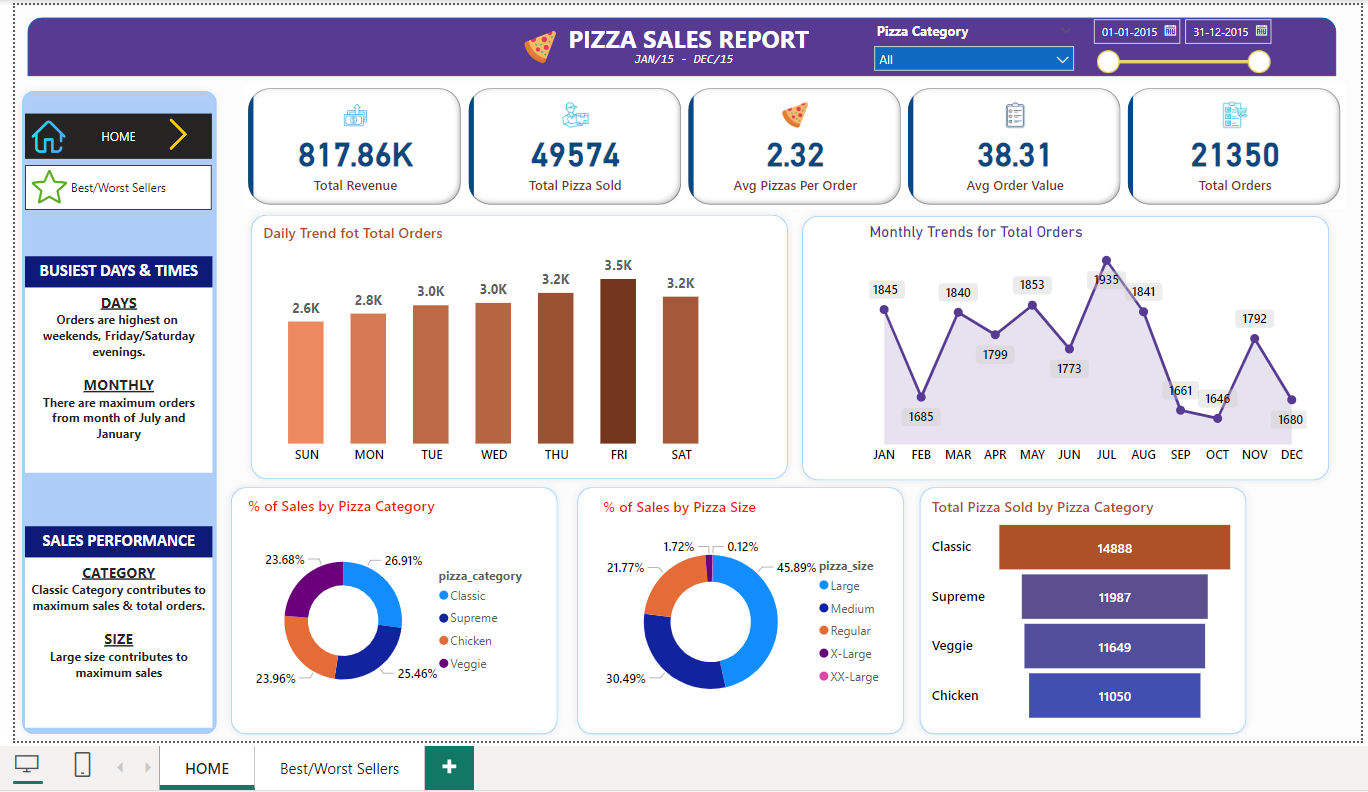 PIZZA SALES REPORT
JAN/15 - DEC/15
Pizza Category
All
01-01-2015
31-12-2015
HOME
Best/Worst Sellers
BUSIEST DAYS & TIMES
DAYS
Orders are highest on
weekends, Friday/Saturday
evenings.
MONTHLY
There are maximum orders
from month of July and
January
SALES PERFORMANCE
CATEGORY
Classic Category contributes to
maximum sales & total orders.
SIZE
Large size contributes to
maximum sales
817.86K
Total Revenue
49574
Total Pizza Sold
2.32
Avg Pizzas Per Order
38.31
Avg Order Value
21350
Total Orders
Daily Trend fot Total Orders
2.6K
2.8K
3.0K
3.0K
3.2K
3.5K
3.2K
SUN MON TUE WED THU FRI SAT
Monthly Trends for Total Orders
1845
1685
1840
1799
1853
1773
1935
1841
1661
1646
1792
1680
JAN FEB MAR APR MAY JUN JUL AUG SEP OCT NOV DEC
% of Sales by Pizza Category
23.68%
26.91%
23.96%
25.46%
pizza_category
Classic
Supreme
Chicken
Veggie
% of Sales by Pizza Size
1.72%
0.12%
21.77%
45.89%
30.49%
pizza_size
Large
Medium
Regular
X-Large
XX-Large
Total Pizza Sold by Pizza Category
Classic 14888
Supreme 11987
Veggie 11649
Chicken 11050
HOME
Best/Worst Sellers
+